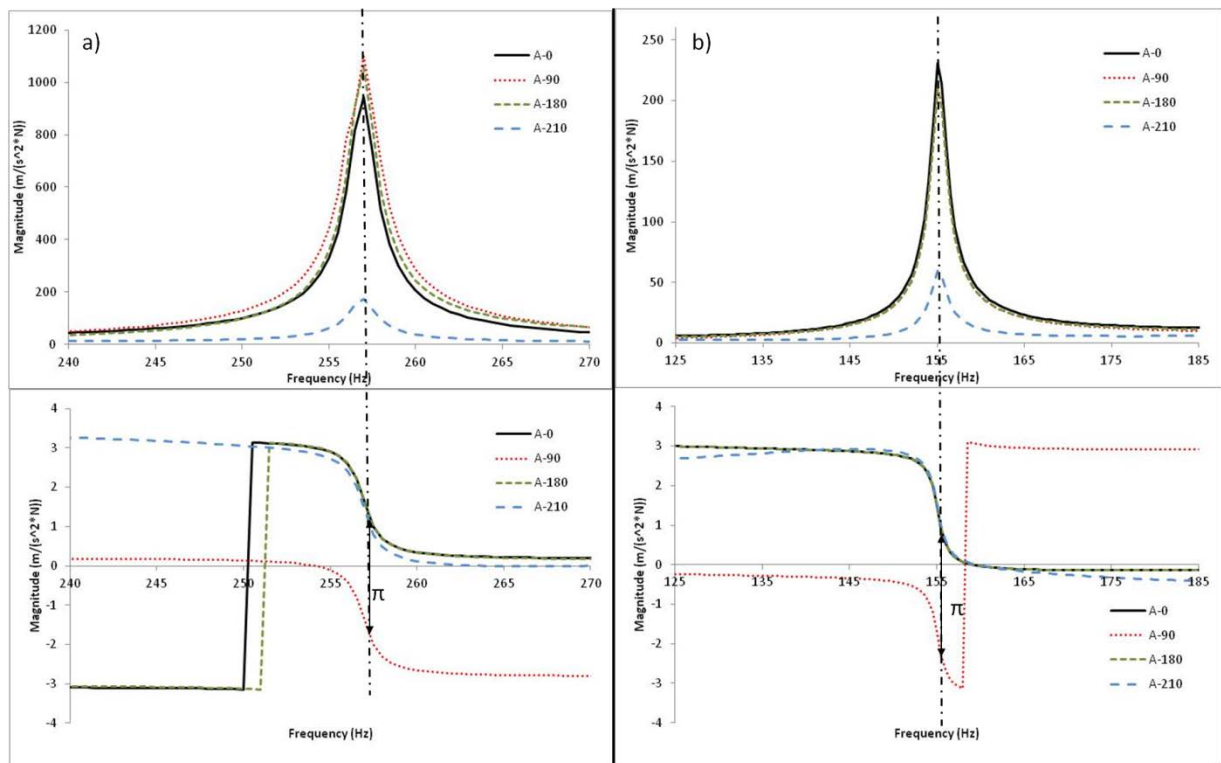 a)
Magnitude (m/(s^2*N))
1200
1000
800
600
400
200
0
240
250
255
260
270
Frequency (Hz)
A-0
A-90
A-180
A-210
b)
Magnitude (m/(s^2*N))
250
200
150
100
50
0
125
135
145
155
165
175
185
Frequency (Hz)
A-0
A-90
A-180
A-210
Magnitude (m/(s^2*N))
4
3
2
1
0
-1
-2
-3
-4
240
245
250
255
260
265
270
π
Frequency (Hz)
A-0
A-90
A-180
A-210
Magnitude (m/(s^2*N))
4
3
2
1
0
-1
-2
-3
-4
125
135
145
155
165
175
185
π
Frequency (Hz)
A-0
A-90
A-180
A-210